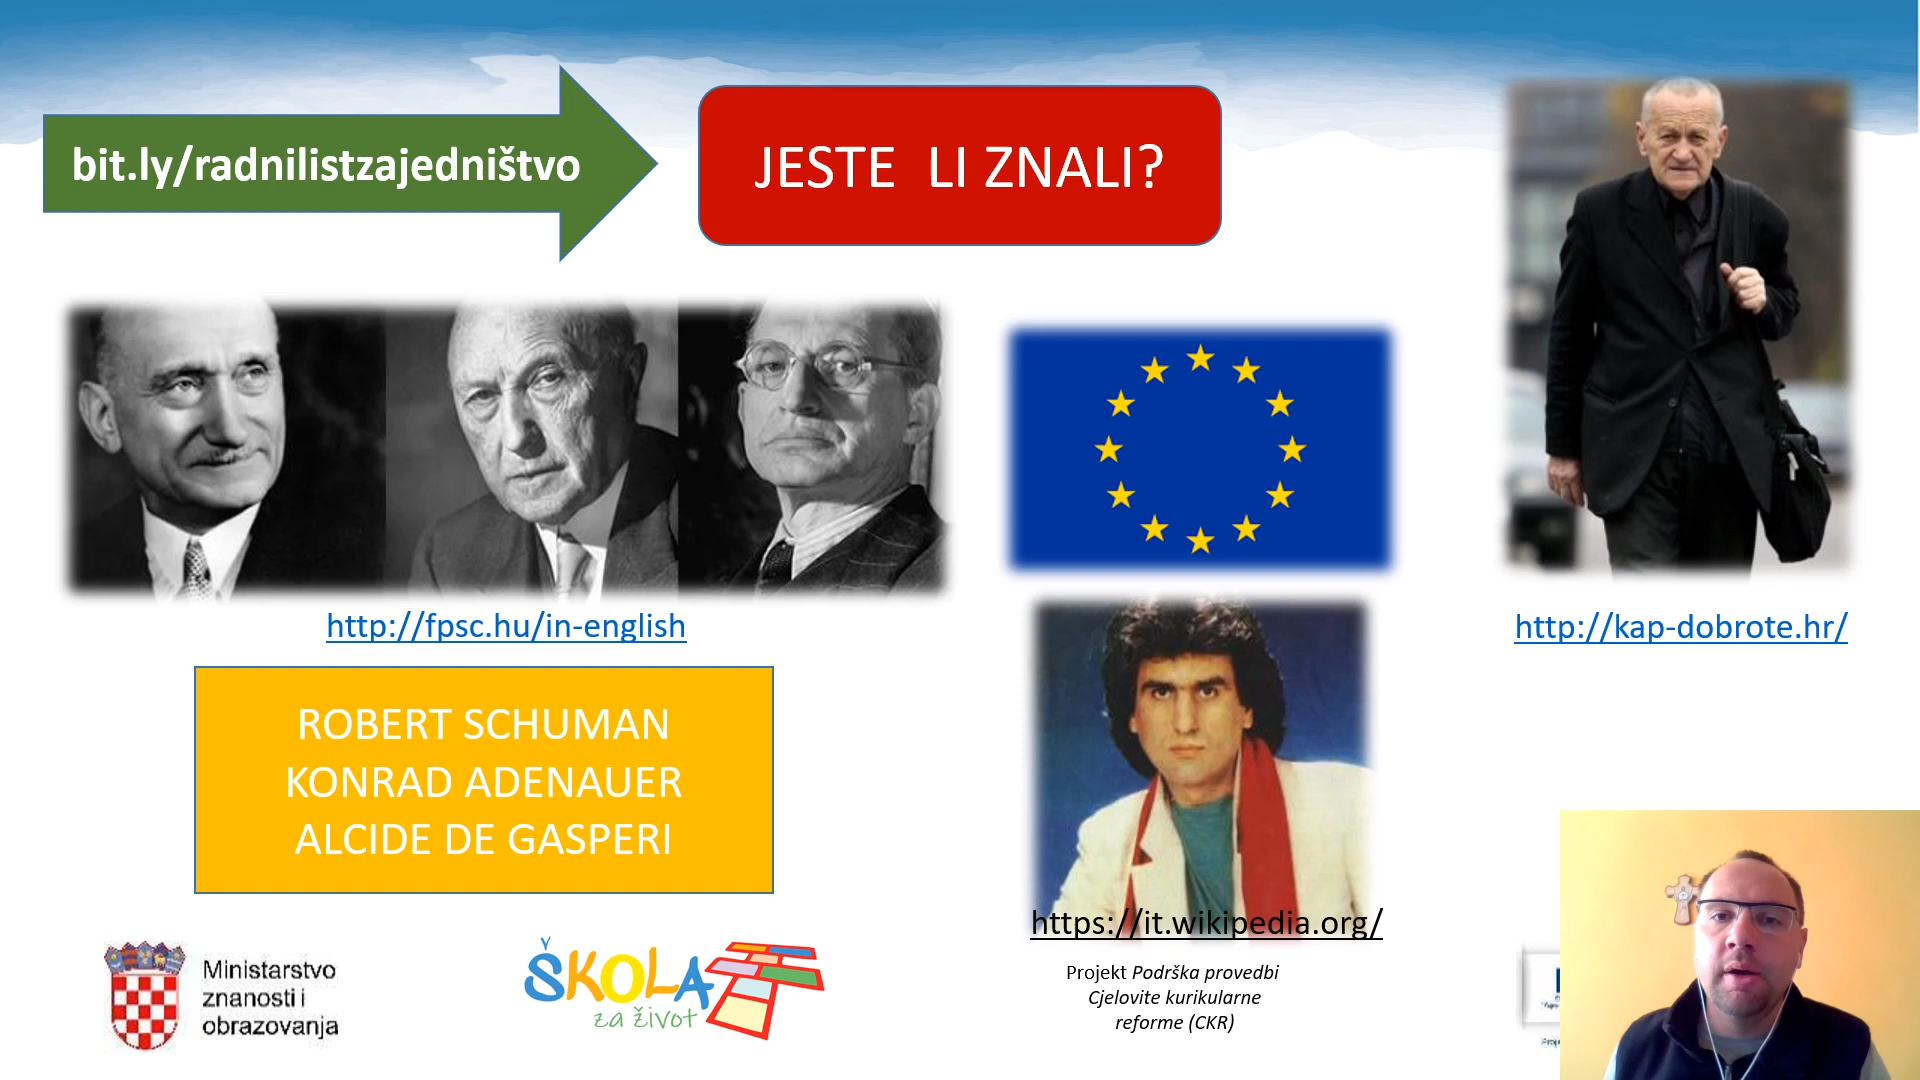 bit.ly/radnilistzajedništvo
JESTE LI ZNALI?
http://fpsc.hu/in-english
http://kap-dobrote.hr/
ROBERT SCHUMAN
KONRAD ADENAUER
ALCIDE DE GASPERI
https://it.wikipedia.org/
Ministarstvo
znanosti i
obrazovanja
ŠKOLA
za život
Projekt Podrška provedbi
Cjelovite kurikularne
reforme (CKR)